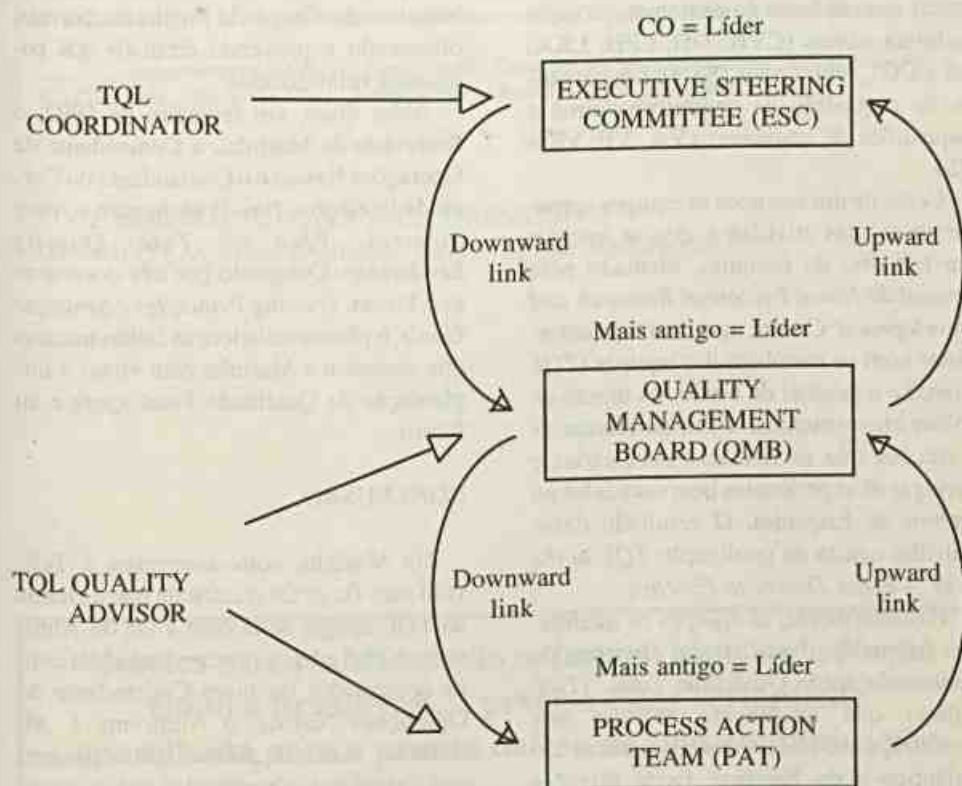 CO = Líder
TQL
COORDINATOR
EXECUTIVE STEERING
COMMITTEE (ESC)
Downward
link
Upward
link
Mais antigo = Líder
QUALITY
MANAGEMENT
BOARD (QMB)
TQL QUALITY
ADVISOR
Downward
link
Upward
link
Mais antigo = Líder
PROCESS ACTION
TEAM (PAT)